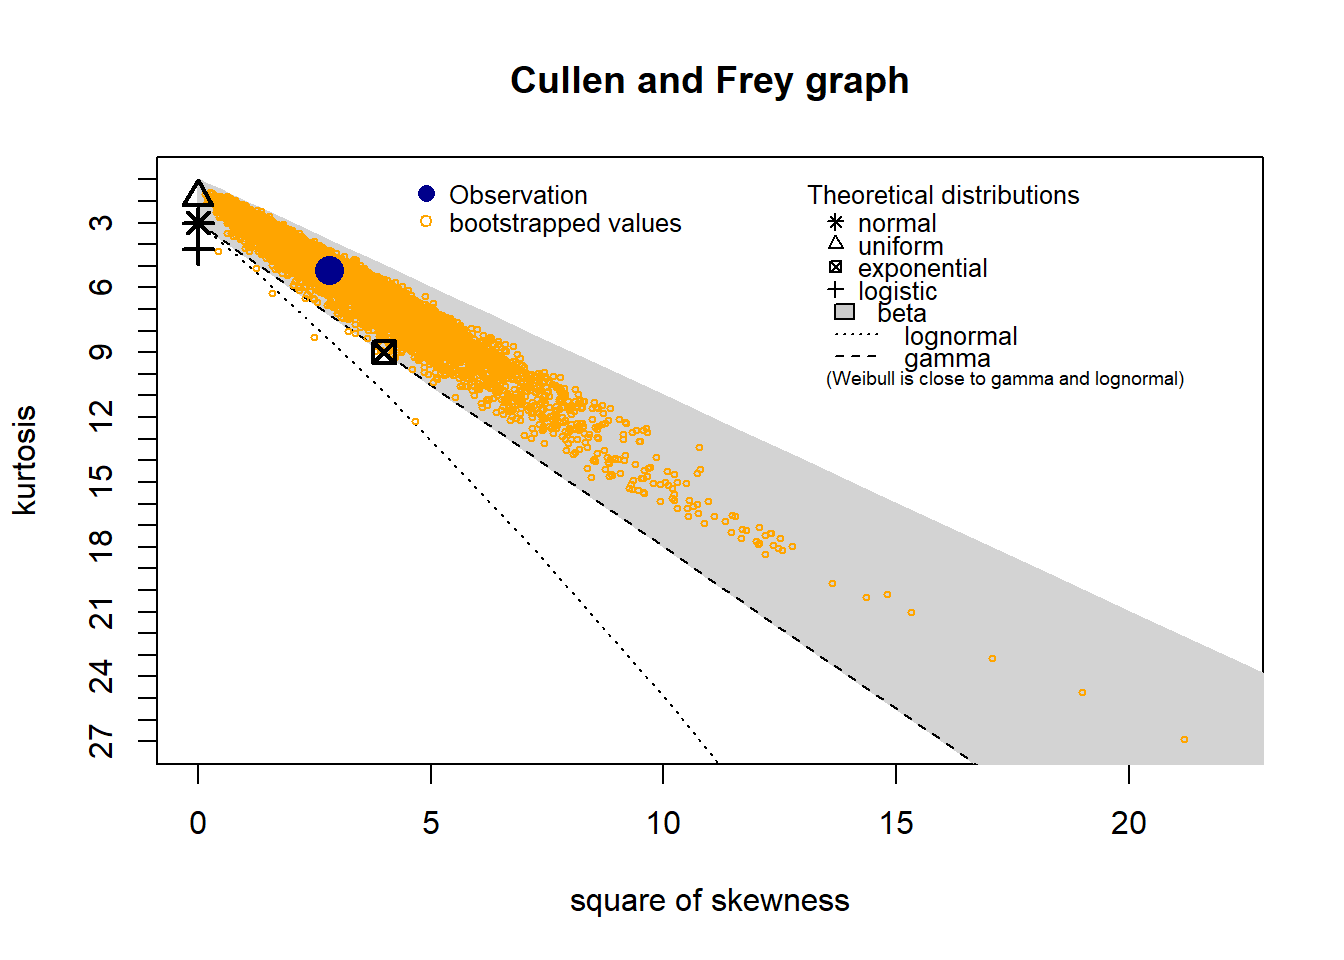 Cullen and Frey graph
Observation
bootstrapped values
Theoretical distributions
normal
uniform
exponential
logistic
beta
lognormal
gamma
(Weibull is close to gamma and lognormal)
kurtosis
3
6
9
12
15
18
21
24
27
0 5 10 15 20
square of skewness